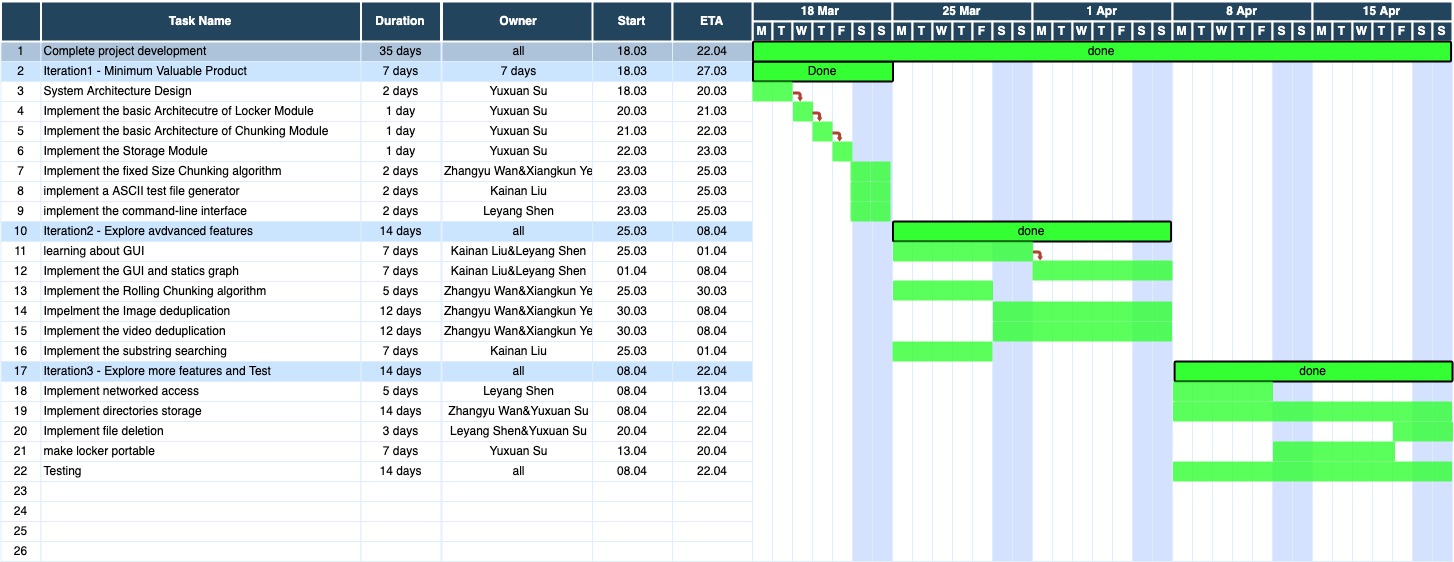 18 Mar 25 Mar 1 Apr 8 Apr 15 Apr
Task Name Duration Owner Start ETA
M T W T F S S M T W T F S S M T W T F S S M T W T F S S M T W T F S S
1 Complete project development 35 days all 18.03 22.04 done
2 Iteration1 - Minimum Valuable Product 7 days 7 days 18.03 27.03 Done
3 System Architecture Design 2 days Yuxuan Su 18.03 20.03
4 Implement the basic Architecutre of Locker Module 1 day Yuxuan Su 20.03 21.03
5 Implement the basic Architecture of Chunking Module 1 day Yuxuan Su 21.03 22.03
6 Implement the Storage Module 1 day Yuxuan Su 22.03 23.03
7 Implement the fixed Size Chunking algorithm 2 days Zhangyu Wan&Xiangkun Ye 23.03 25.03
8 implement a ASCII test file generator 2 days Kainan Liu 23.03 25.03
9 implement the command-line interface 2 days Leyang Shen 23.03 25.03
10 Iteration2 - Explore avdvanced features 14 days all 25.03 08.04 done
11 learning about GUI 7 days Kainan Liu&Leyang Shen 25.03 01.04
12 Implement the GUI and statics graph 7 days Kainan Liu&Leyang Shen 01.04 08.04
13 Implement the Rolling Chunking algorithm 5 days Zhangyu Wan&Xiangkun Ye 25.03 30.03
14 Impelment the Image deduplication 12 days Zhangyu Wan&Xiangkun Ye 30.03 08.04
15 Implement the video deduplication 12 days Zhangyu Wan&Xiangkun Ye 30.03 08.04
16 Implement the substring searching 7 days Kainan Liu 25.03 01.04
17 Iteration3 - Explore more features and Test 14 days all 08.04 22.04 done
18 Implement networked access 5 days Leyang Shen 08.04 13.04
19 Implement directories storage 14 days Zhangyu Wan&Yuxuan Su 08.04 22.04
20 Implement file deletion 3 days Leyang Shen&Yuxuan Su 20.04 22.04
21 make locker portable 7 days Yuxuan Su 13.04 20.04
22 Testing 14 days all 08.04 22.04
23
24
25
26